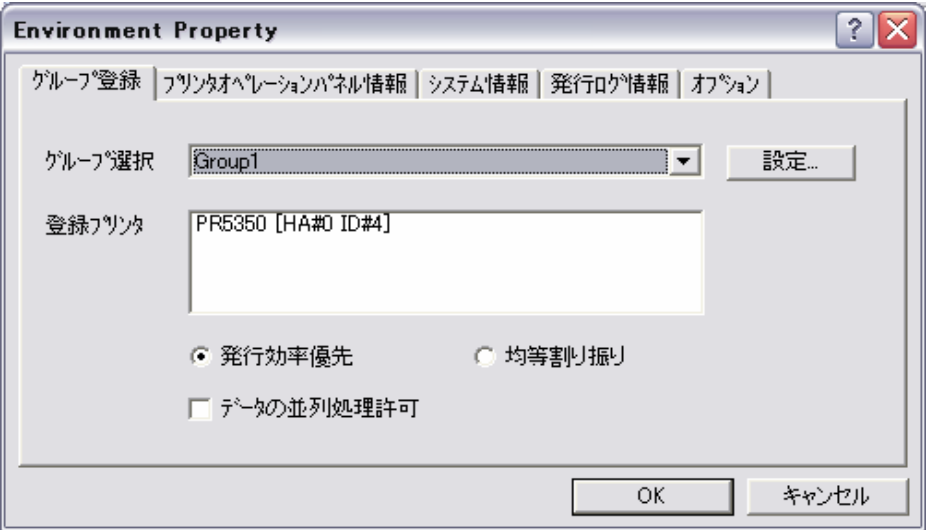 Environment Property
グループ登録 プリンタオペレーションパネル情報 システム情報 発行ログ情報 オプション
グループ選択 Group1 設定...
登録プリンタ PR5350 [HA#0 ID#4]
発行効率優先 均等割り振り
データの並列処理許可
OK キャンセル